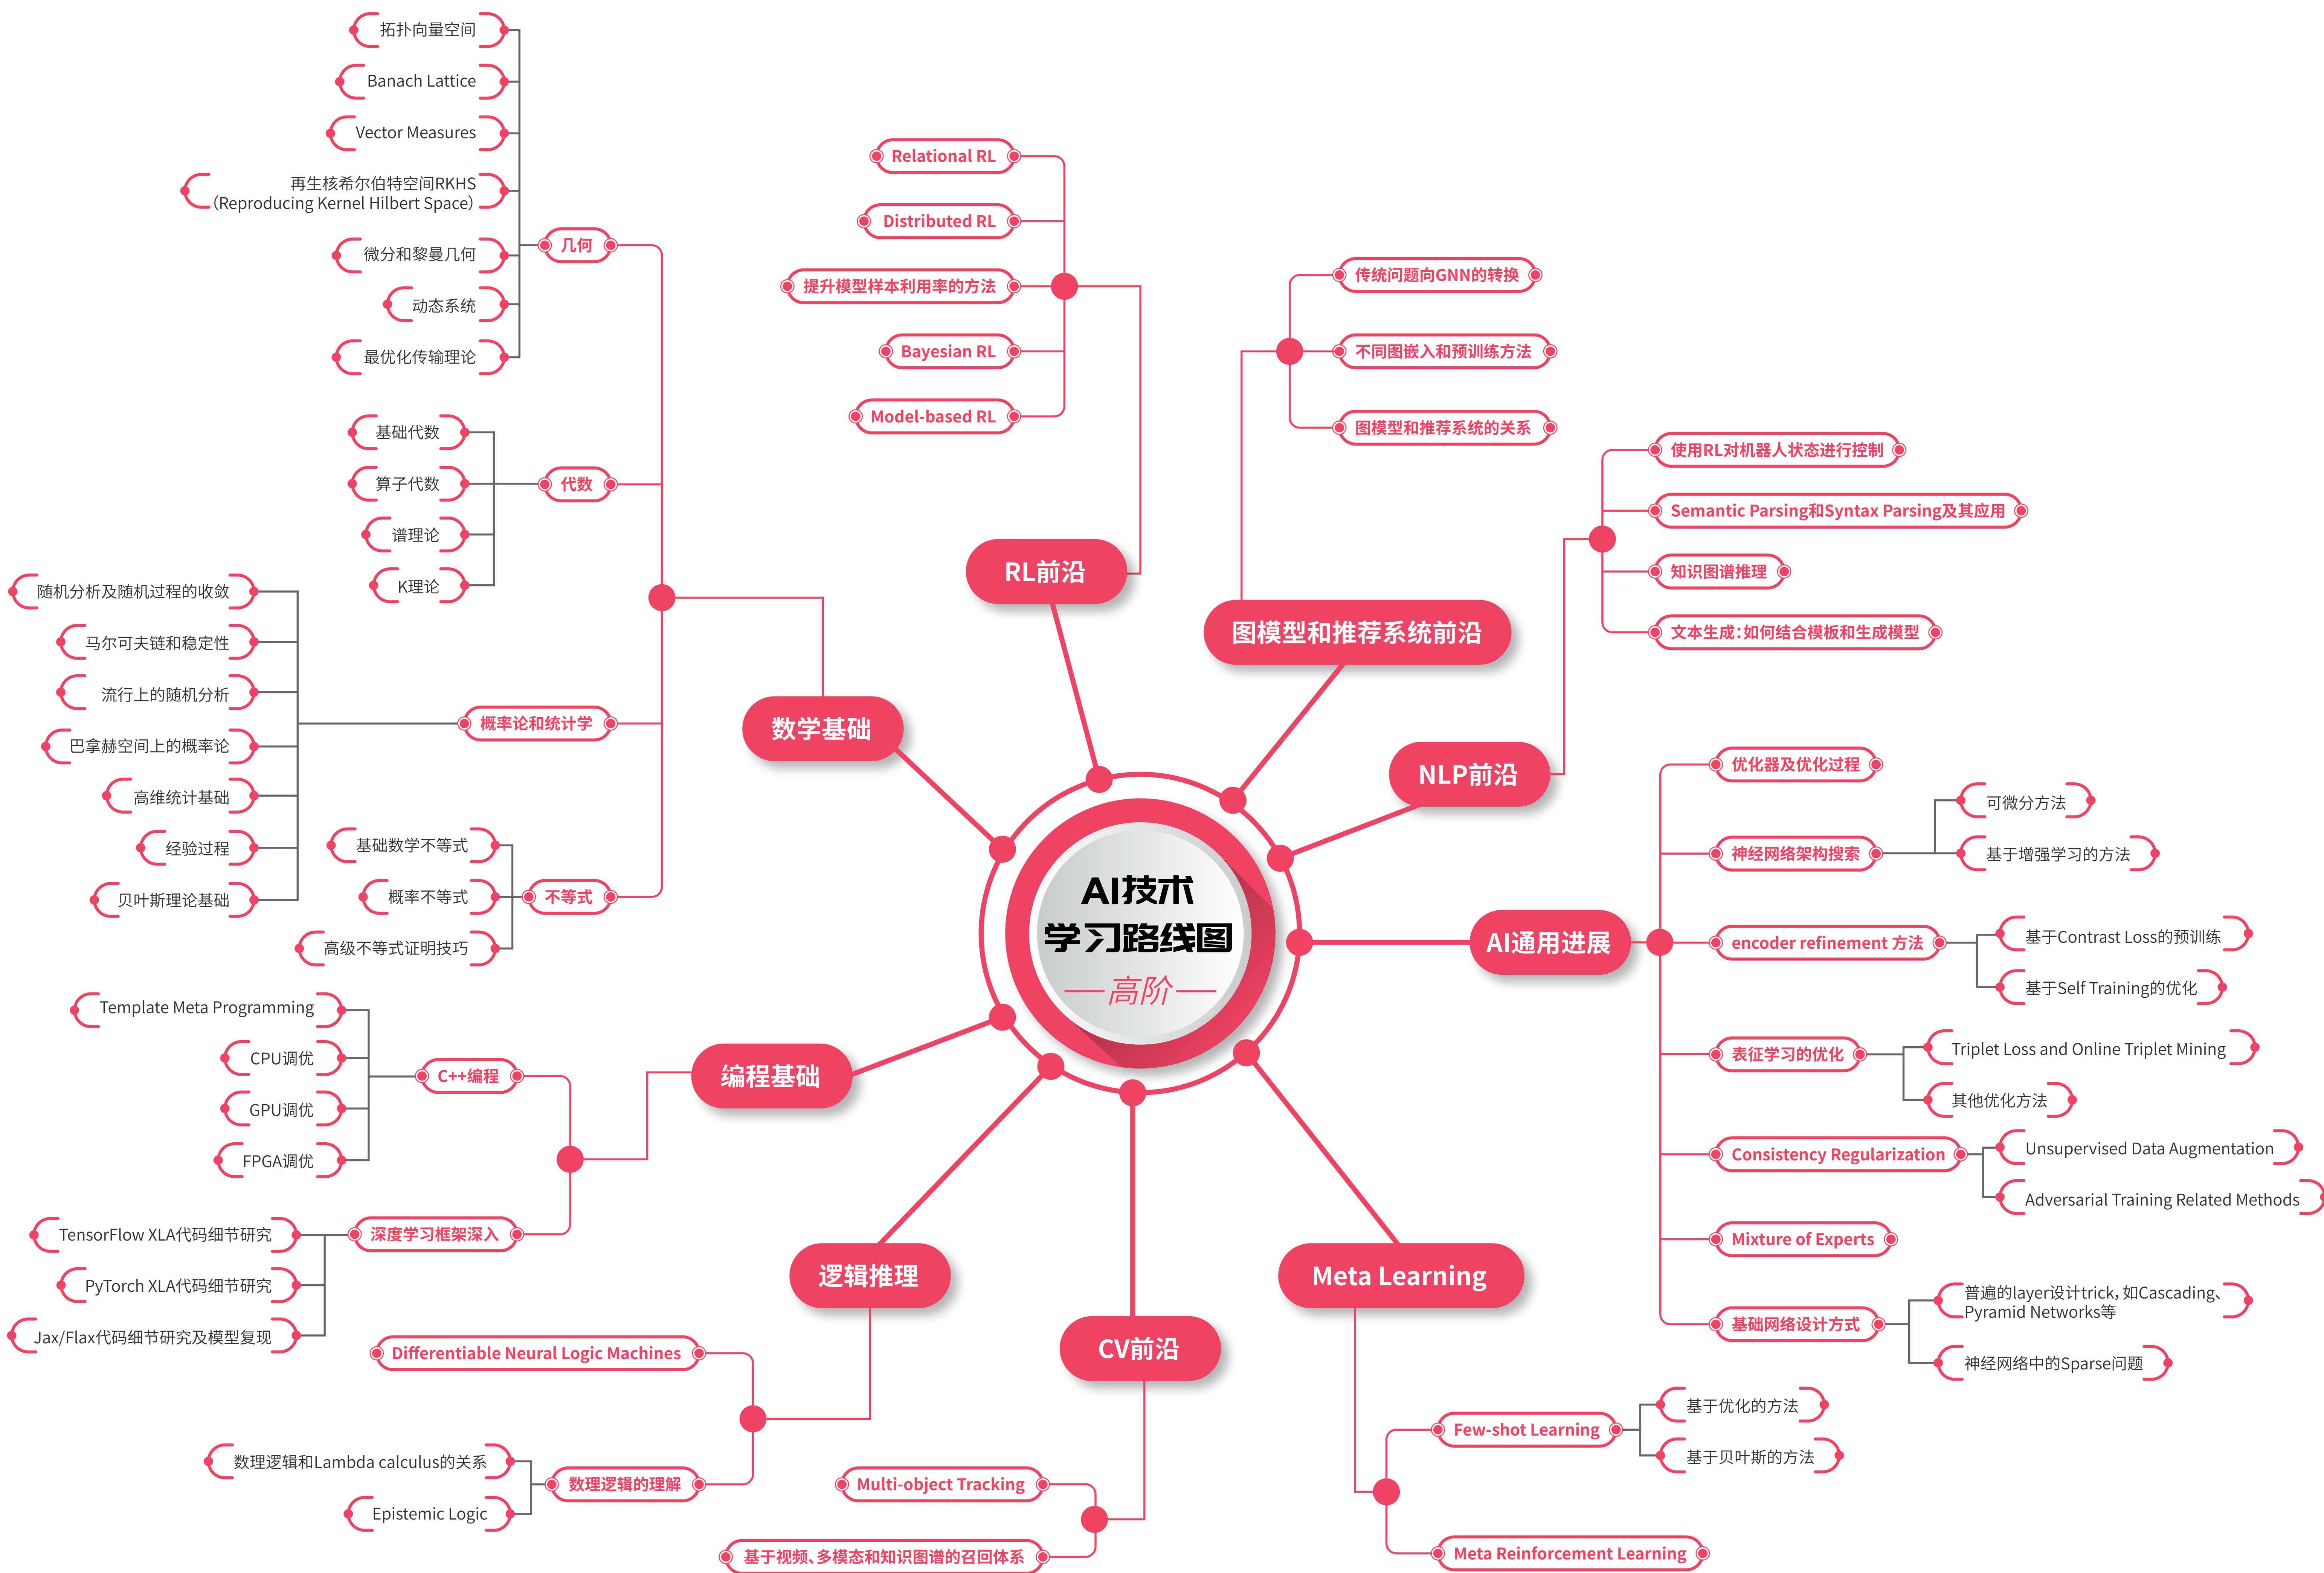 AI技术
学习路线图
高阶
数学基础
几何
拓扑向量空间
Banach Lattice
Vector Measures
再生核希尔伯特空间RKHS
（Reproducing Kernel Hilbert Space）
微分和黎曼几何
动态系统
最优化传输理论
代数
基础代数
算子代数
谱理论
K理论
概率论和统计学
随机分析及随机过程的收敛
马尔可夫链和稳定性
流行上的随机分析
巴拿赫空间上的概率论
高维统计基础
经验过程
贝叶斯理论基础
不等式
基础数学不等式
概率不等式
高级不等式证明技巧
编程基础
C++编程
Template Meta Programming
CPU调优
GPU调优
FPGA调优
深度学习框架深入
TensorFlow XLA代码细节研究
PyTorch XLA代码细节研究
Jax/Flax代码细节研究及模型复现
逻辑推理
Differentiable Neural Logic Machines
数理逻辑的理解
数理逻辑和Lambda calculus的关系
Epistemic Logic
CV前沿
Multi-object Tracking
基于视频、多模态和知识图谱的召回体系
Meta Learning
Few-shot Learning
基于优化的方法
基于贝叶斯的方法
Meta Reinforcement Learning
AI通用进展
优化器及优化过程
神经网络架构搜索
可微分方法
基于增强学习的方法
encoder refinement 方法
基于Contrast Loss的预训练
基于Self Training的优化
表征学习的优化
Triplet Loss and Online Triplet Mining
其他优化方法
Consistency Regularization
Unsupervised Data Augmentation
Adversarial Training Related Methods
Mixture of Experts
基础网络设计方式
普遍的layer设计trick，如Cascading、
Pyramid Networks等
神经网络中的Sparse问题
NLP前沿
使用RL对机器人状态进行控制
Semantic Parsing和Syntax Parsing及其应用
知识图谱推理
文本生成：如何结合模板和生成模型
图模型和推荐系统前沿
传统问题向GNN的转换
不同图嵌入和预训练方法
图模型和推荐系统的关系
RL前沿
Relational RL
Distributed RL
提升模型样本利用率的方法
Bayesian RL
Model-based RL